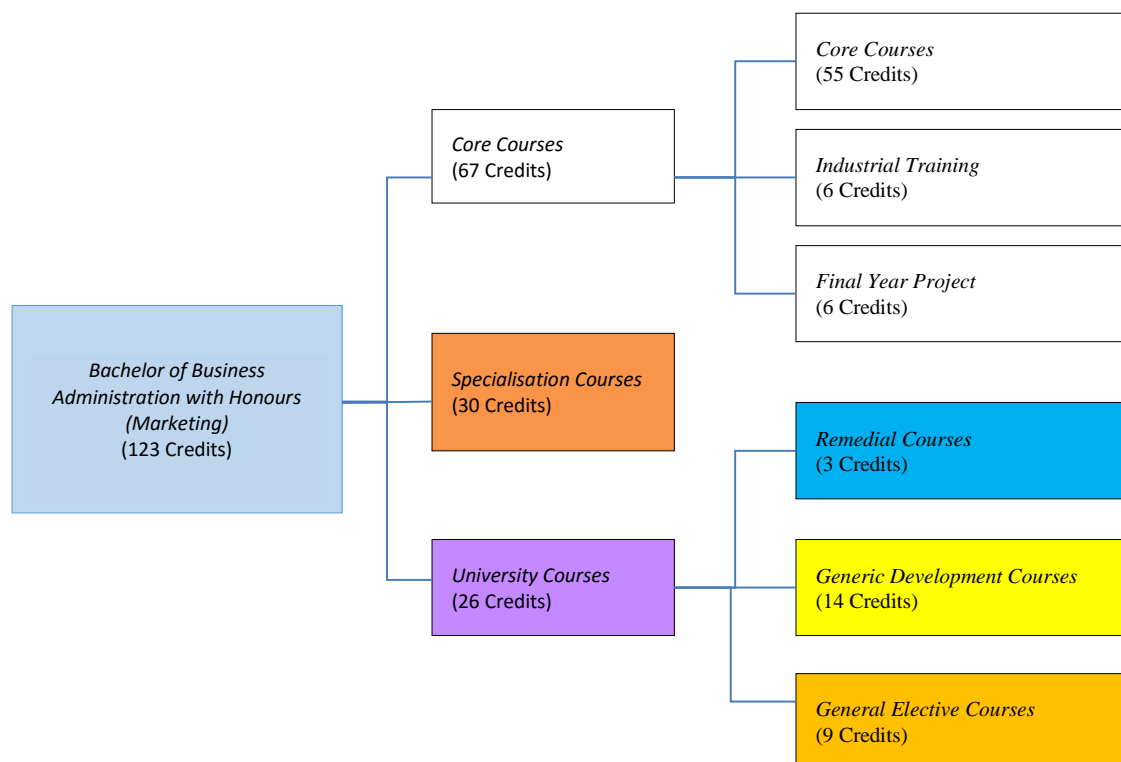 Core Courses
(55 Credits)
Core Courses
(67 Credits)
Industrial Training
(6 Credits)
Final Year Project
(6 Credits)
Bachelor of Business
Administration with Honours
(Marketing)
(123 Credits)
Specialisation Courses
(30 Credits)
Remedial Courses
(3 Credits)
University Courses
(26 Credits)
Generic Development Courses
(14 Credits)
General Elective Courses
(9 Credits)